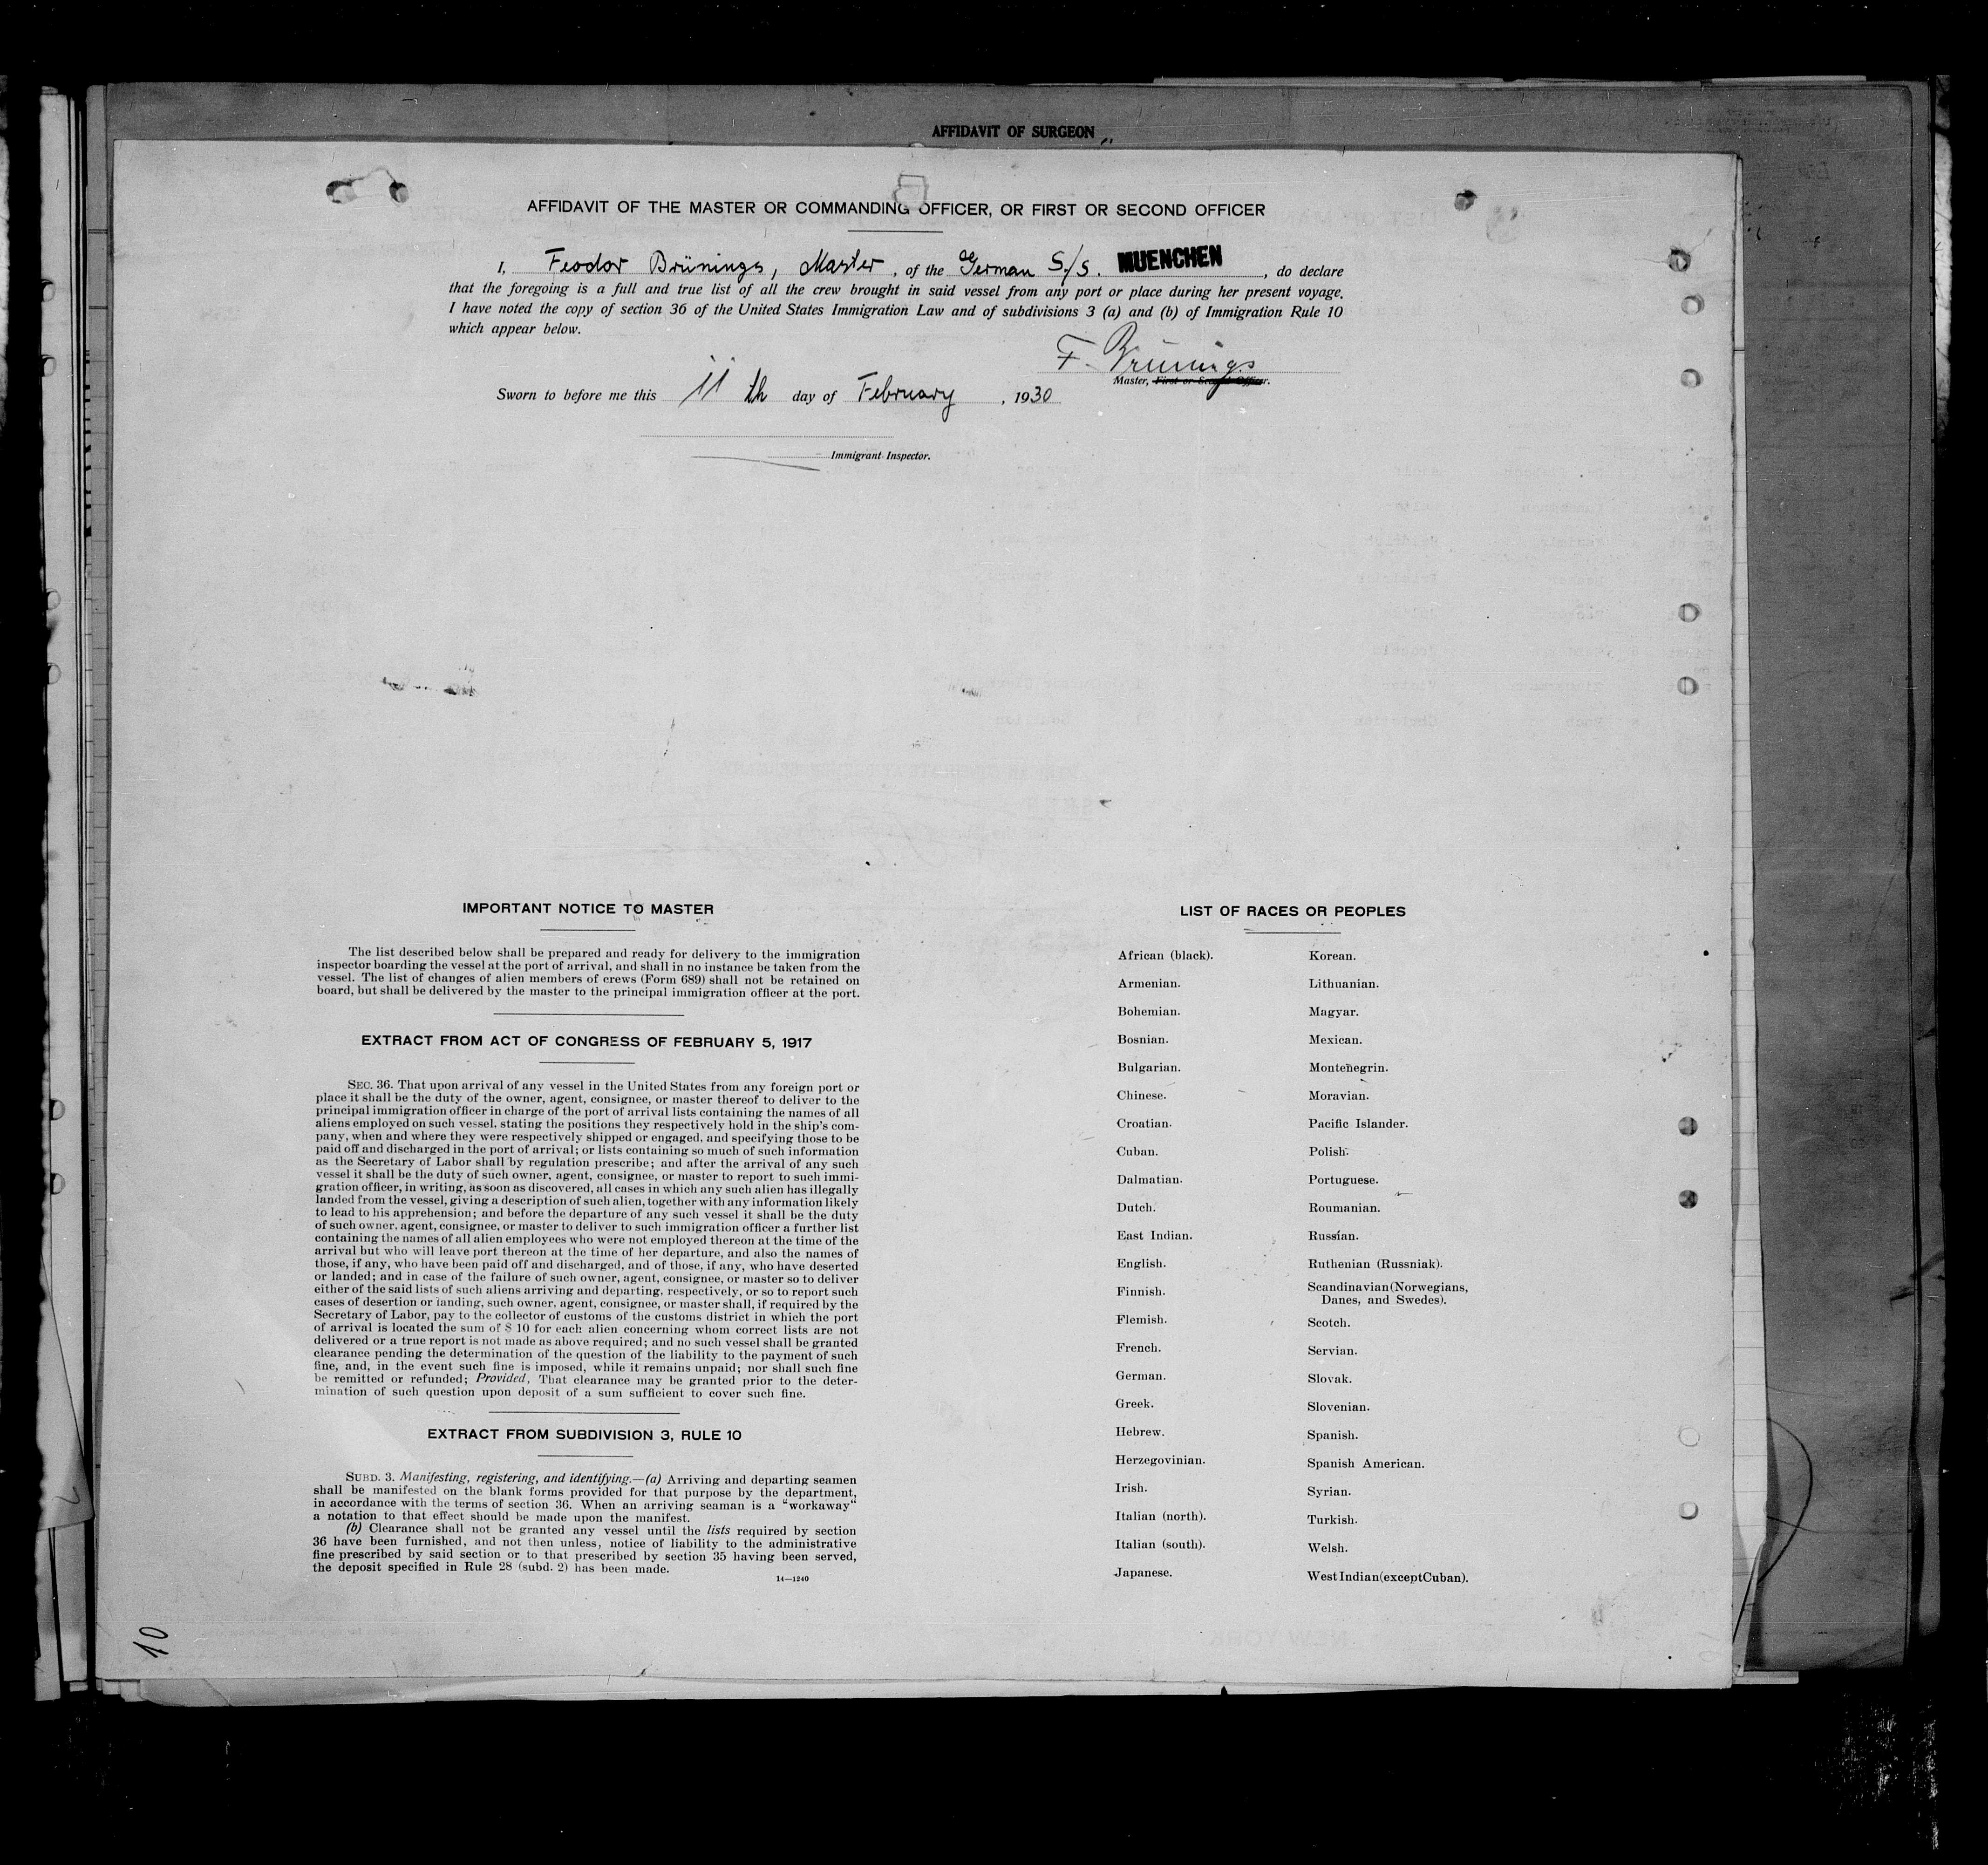 AFFIDAVIT OF SURGEON
AFFIDAVIT OF THE MASTER OR COMMANDING OFFICER, OR FIRST OR SECOND OFFICER
I, Feodor Brünings, Master, of the German S/S. MUENCHEN, do declare
that the foregoing is a full and true list of all the crew brought in said vessel from any port or place during her present voyage.
I have noted the copy of section 36 of the United States Immigration Law and of subdivisions 3 (a) and (b) of Immigration Rule 10
which appear below.
F. Brünings
Master, First or Second Officer.
Sworn to before me this 11th day of February, 1930
Immigrant Inspector.
IMPORTANT NOTICE TO MASTER
The list described below shall be prepared and ready for delivery to the immigration
inspector boarding the vessel at the port of arrival, and shall in no instance be taken from the
vessel. The list of changes of alien members of crews (Form 689) shall not be retained on
board, but shall be delivered by the master to the principal immigration officer at the port.
EXTRACT FROM ACT OF CONGRESS OF FEBRUARY 5, 1917
SEC. 36. That upon arrival of any vessel in the United States from any foreign port or
place it shall be the duty of the owner, agent, consignee, or master thereof to deliver to the
principal immigration officer in charge of the port of arrival lists containing the names of all
aliens employed on such vessel, stating the positions they respectively hold in the ship's com-
pany, when and where they were respectively shipped or engaged, and specifying those to be
paid off and discharged in the port of arrival; or lists containing so much of such information
as the Secretary of Labor shall by regulation prescribe; and after the arrival of any such
vessel it shall be the duty of such owner, agent, consignee, or master to report to such immi-
gration officer, in writing, as soon as discovered, all cases in which any such alien has illegally
landed from the vessel, giving a description of such alien, together with any information likely
to lead to his apprehension; and before the departure of any such vessel it shall be the duty
of such owner, agent, consignee, or master to deliver to such immigration officer a further list
containing the names of all alien employees who were not employed thereon at the time of the
arrival but who will leave port thereon at the time of her departure, and also the names of
those, if any, who have been paid off and discharged, and of those, if any, who have deserted
or landed; and in case of the failure of such owner, agent, consignee, or master so to deliver
either of the said lists of such aliens arriving and departing, respectively, or so to report such
cases of desertion or landing, such owner, agent, consignee, or master shall, if required by the
Secretary of Labor, pay to the collector of customs of the customs district in which the port
of arrival is located the sum of $ 10 for each alien concerning whom correct lists are not
delivered or a true report is not made as above required; and no such vessel shall be granted
clearance pending the determination of the question of the liability to the payment of such
fine, and, in the event such fine is imposed, while it remains unpaid; nor shall such fine
be remitted or refunded; Provided, That clearance may be granted prior to the deter-
mination of such question upon deposit of a sum sufficient to cover such fine.
EXTRACT FROM SUBDIVISION 3, RULE 10
SUBD. 3. Manifesting, registering, and identifying.—(a) Arriving and departing seamen
shall be manifested on the blank forms provided for that purpose by the department,
in accordance with the terms of section 36. When an arriving seaman is a "workaway"
a notation to that effect should be made upon the manifest.
(b) Clearance shall not be granted any vessel until the lists required by section
36 have been furnished, and not then unless, notice of liability to the administrative
fine prescribed by said section or to that prescribed by section 35 having been served,
the deposit specified in Rule 28 (subd. 2) has been made.
14—1240
LIST OF RACES OR PEOPLES
African (black).
Armenian.
Bohemian.
Bosnian.
Bulgarian.
Chinese.
Croatian.
Cuban.
Dalmatian.
Dutch.
East Indian.
English.
Finnish.
Flemish.
French.
German.
Greek.
Hebrew.
Herzegovinian.
Irish.
Italian (north).
Italian (south).
Japanese.
Korean.
Lithuanian.
Magyar.
Mexican.
Montenegrin.
Moravian.
Pacific Islander.
Polish.
Portuguese.
Roumanian.
Russian.
Ruthenian (Russniak).
Scandinavian (Norwegians,
Danes, and Swedes).
Scotch.
Servian.
Slovak.
Slovenian.
Spanish.
Spanish American.
Syrian.
Turkish.
Welsh.
West Indian (except Cuban).
10